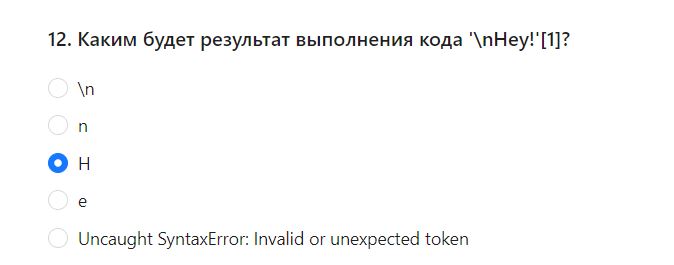 12. Каким будет результат выполнения кода '\nHey!'[1]?
\n
n
H
e
Uncaught SyntaxError: Invalid or unexpected token